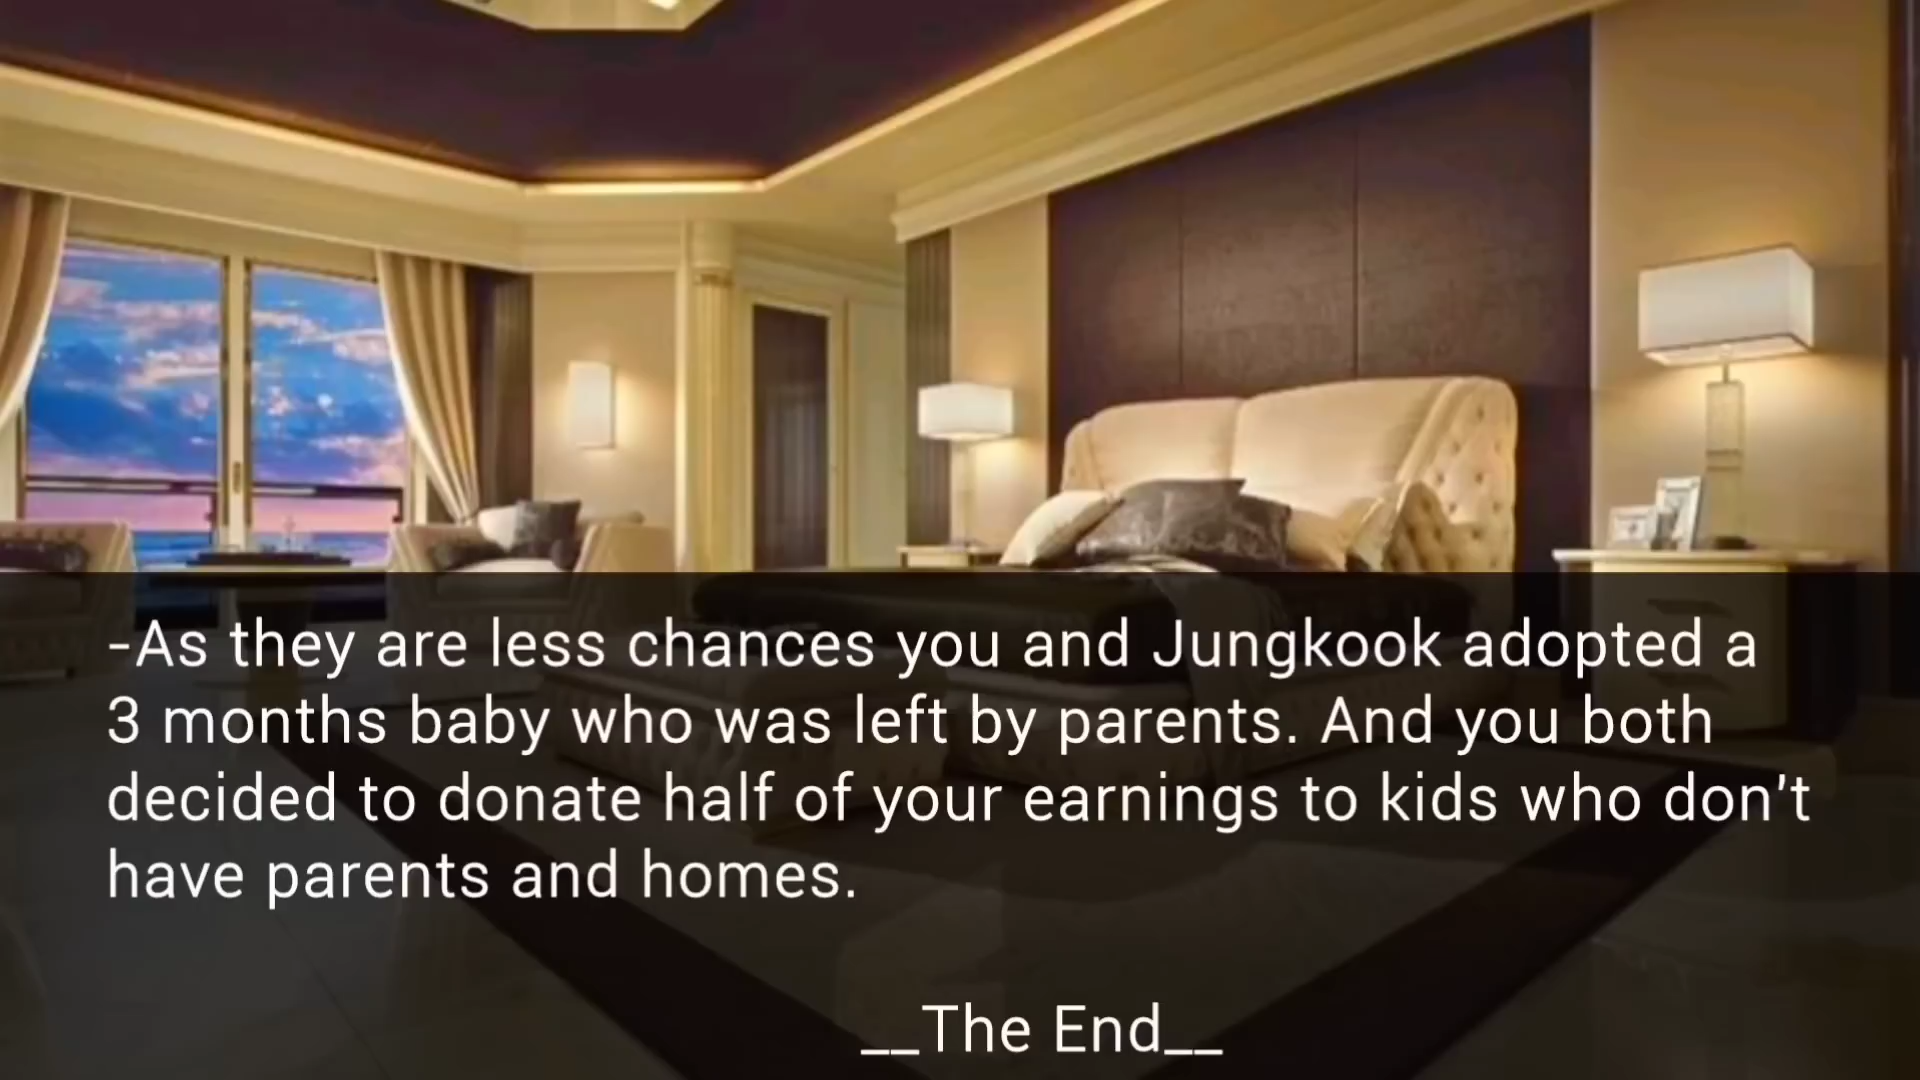 -As they are less chances you and Jungkook adopted a
3 months baby who was left by parents. And you both
decided to donate half of your earnings to kids who don't
have parents and homes.
__The End__